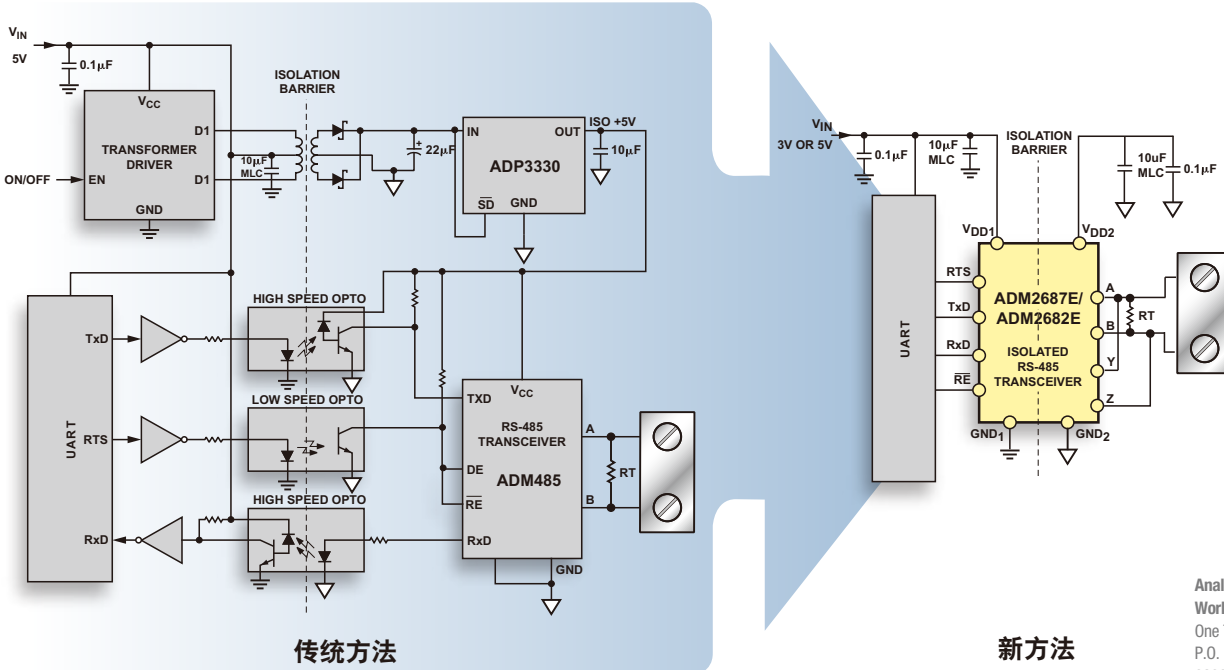 VIN
5V
0.1µF
VCC
TRANSFORMER
DRIVER
D1
D1
ON/OFF
EN
GND
10µF
MLC
ISOLATION
BARRIER
22µF
+
IN
OUT
ADP3330
SD
GND
ISO +5V
10µF
UART
TxD
RTS
RxD
HIGH SPEED OPTO
LOW SPEED OPTO
HIGH SPEED OPTO
VCC
TXD
RS-485
TRANSCEIVER
ADM485
DE
RE
RxD
A
B
GND
RT
传统方法
VIN
3V OR 5V
0.1µF
10µF
MLC
ISOLATION
BARRIER
10uF
MLC
0.1µF
VDD1
VDD2
UART
RTS
TxD
RxD
RE
ADM2687E/
ADM2682E
ISOLATED
RS-485
TRANSCEIVER
A
B
Y
Z
RT
GND1
GND2
新方法
Anal
Worl
One
P.O.